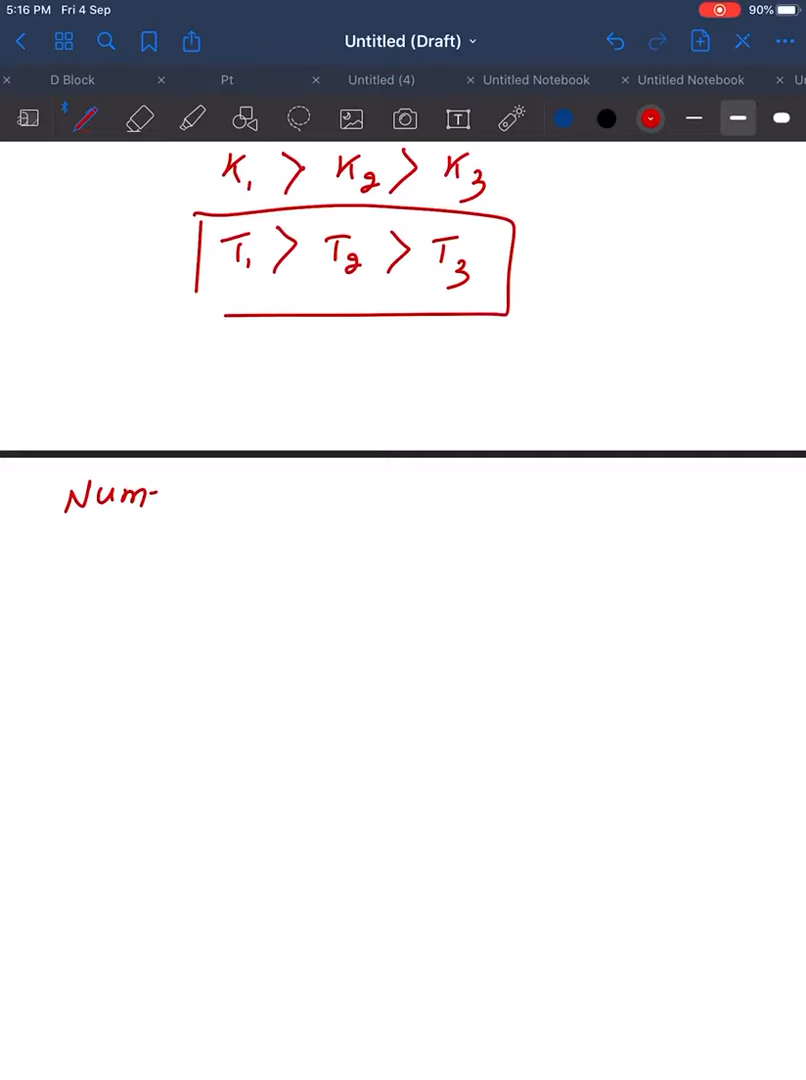 5:16 PM Fri 4 Sep 90%
Untitled (Draft)
D Block Pt Untitled (4) Untitled Notebook Untitled Notebook
T
K₁ > K₂ > K₃
T₁ > T₂ > T₃
Num-